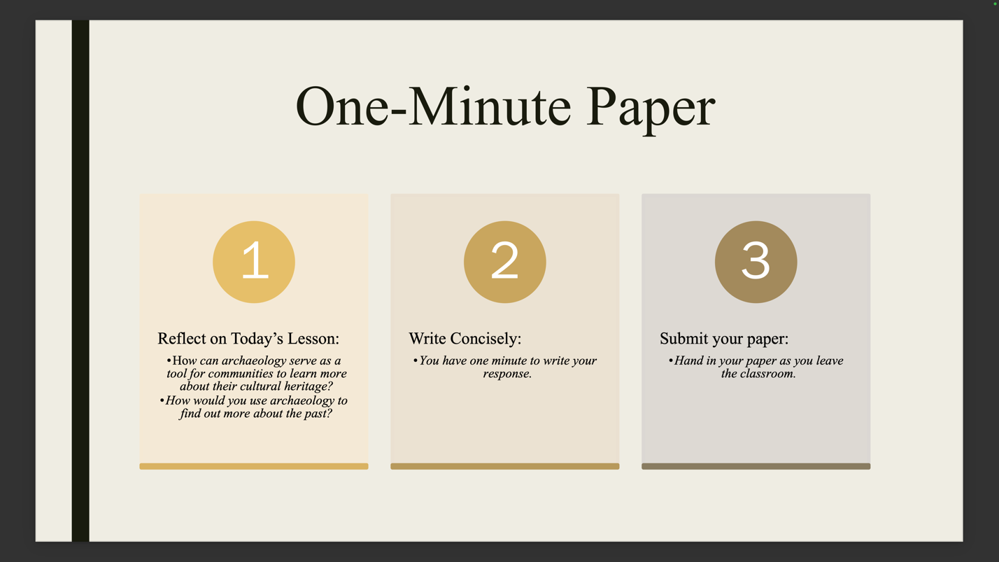 One-Minute Paper
1
Reflect on Today’s Lesson:
•How can archaeology serve as a
tool for communities to learn more
about their cultural heritage?
•How would you use archaeology to
find out more about the past?
2
Write Concisely:
•You have one minute to write your
response.
3
Submit your paper:
•Hand in your paper as you leave
the classroom.